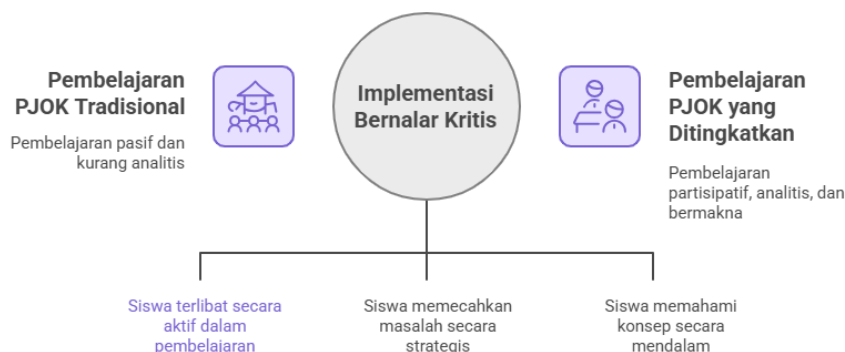 Pembelajaran
PJOK Tradisional
Pembelajaran pasif dan
kurang analitis
Implementasi
Bernalar Kritis
Pembelajaran
PJOK yang
Ditingkatkan
Pembelajaran
partisipatif, analitis, dan
bermakna
Siswa terlibat secara
aktif dalam
pembelajaran
Siswa memecahkan
masalah secara
strategis
Siswa memahami
konsep secara
mendalam